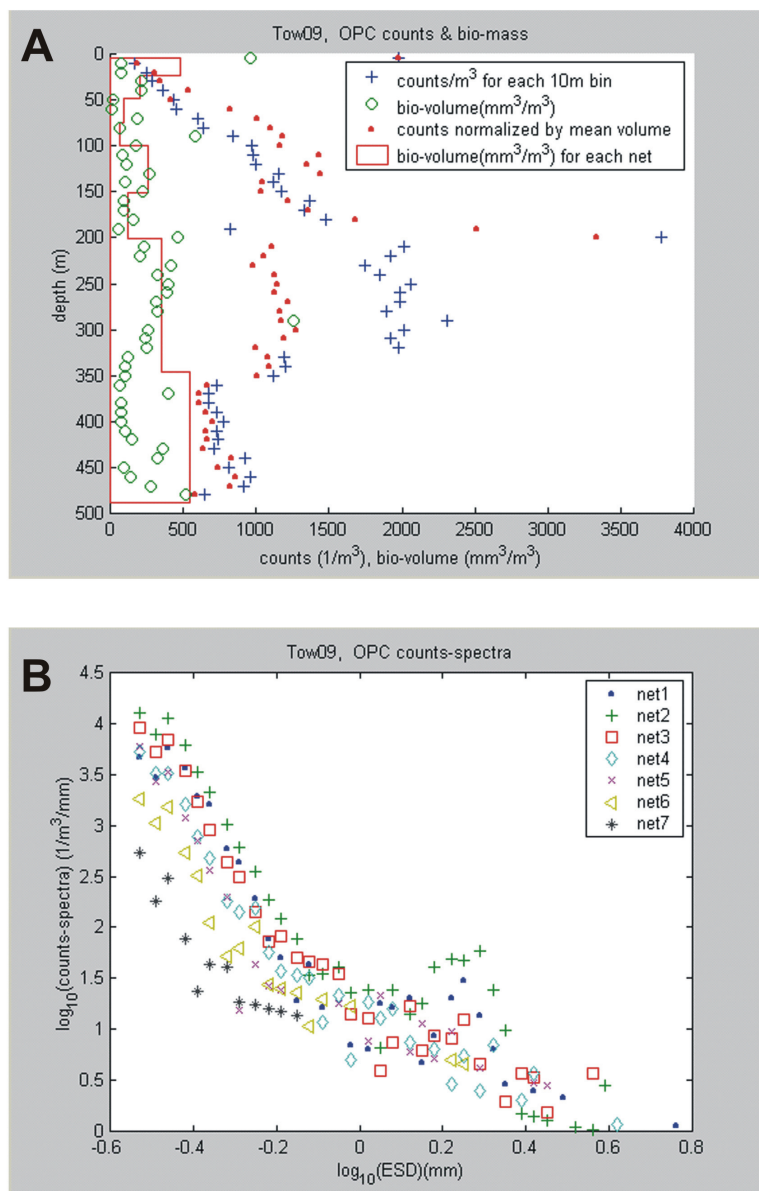 A
Tow09, OPC counts & bio-mass
counts/m³ for each 10m bin
bio-volume(mm³/m³)
counts normalized by mean volume
bio-volume(mm³/m³) for each net
depth (m)
0
50
100
150
200
250
300
350
400
450
500
0
500
1000
1500
2000
2500
3000
3500
4000
counts (1/m³), bio-volume (mm³/m³)
B
Tow09, OPC counts-spectra
net1
net2
net3
net4
net5
net6
net7
log₁₀(counts-spectra) (1/m³/mm)
4.5
4
3.5
3
2.5
2
1.5
1
0.5
0
-0.6
-0.4
-0.2
0
0.2
0.4
0.6
0.8
log₁₀(ESD)(mm)